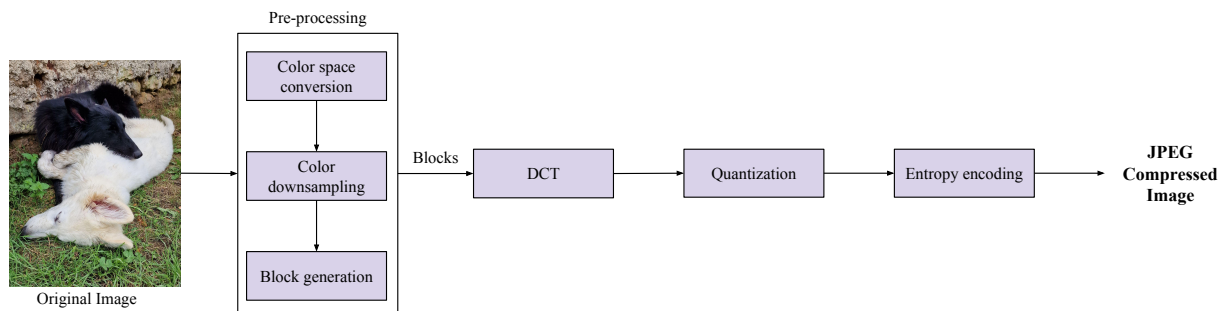 Pre-processing
Color space
conversion
Color
downsampling
Block generation
Original Image
Blocks
DCT
Quantization
Entropy encoding
JPEG
Compressed
Image